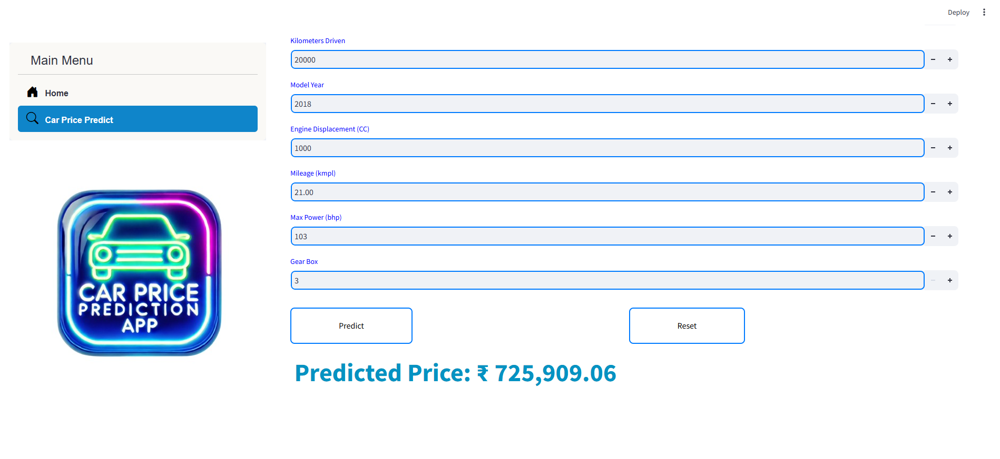 Deploy
Main Menu
Home
Car Price Predict
CAR PRICE
PREDICTION
APP
Kilometers Driven
20000
Model Year
2018
Engine Displacement (CC)
1000
Mileage (kmpl)
21.00
Max Power (bhp)
103
Gear Box
3
Predict
Reset
Predicted Price: ₹ 725,909.06